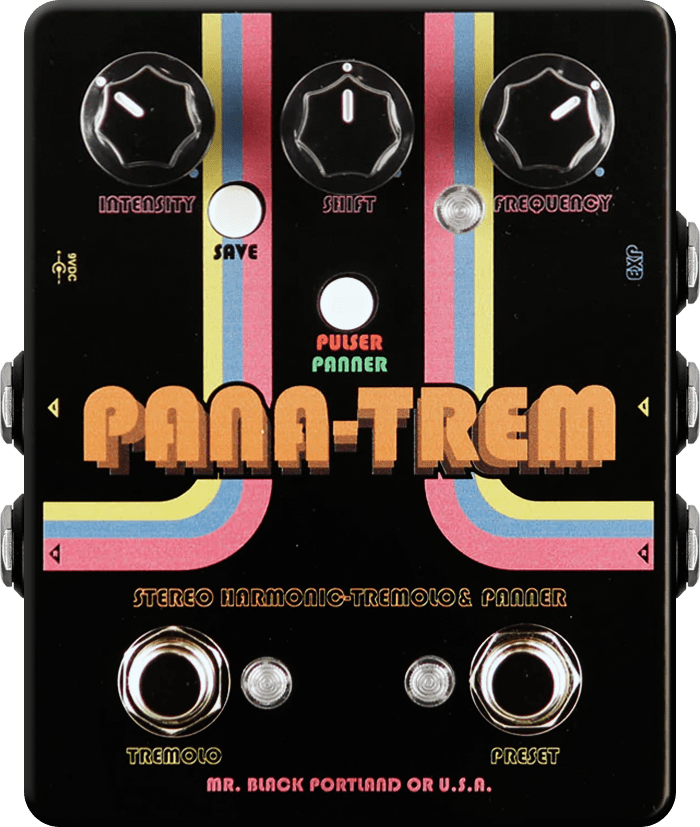 INTENSITY
SHIFT
FREQUENCY
SAVE
9VDC
EXP
PULSER
PANNER
PANA-TREM
STEREO HARMONIC-TREMOLO & PANNER
TREMOLO
PRESET
MR. BLACK PORTLAND OR U.S.A.